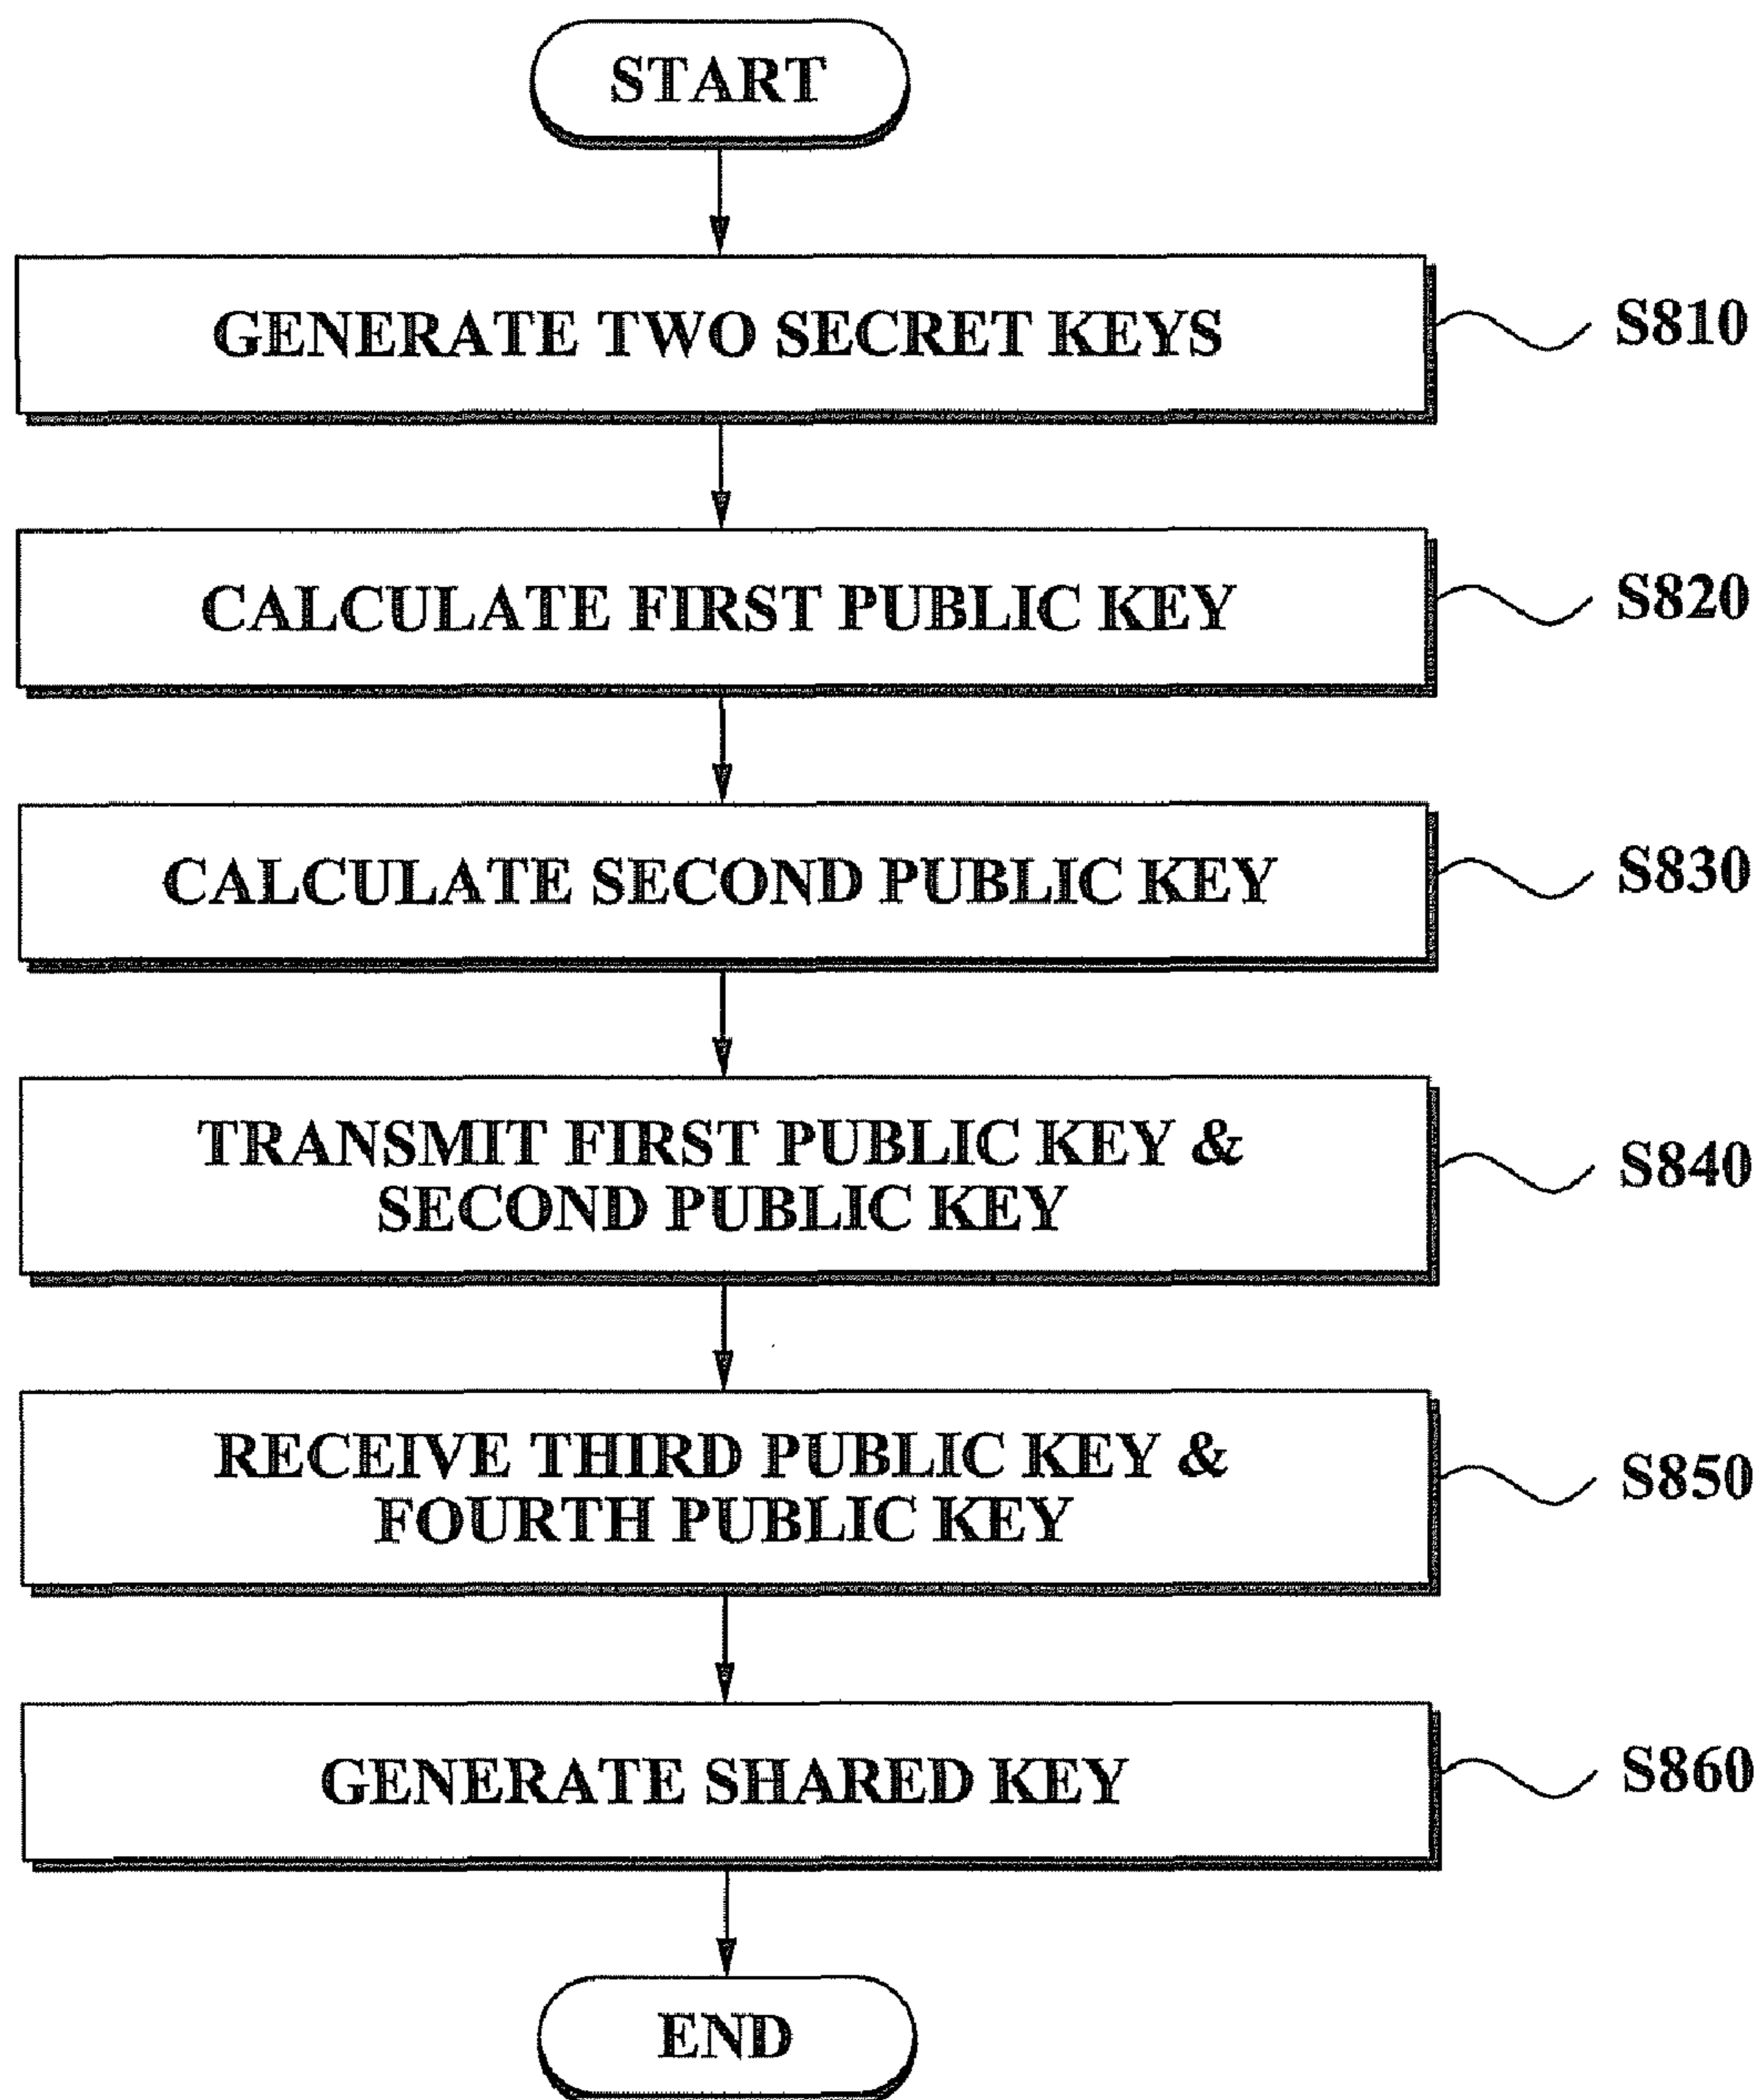 START
GENERATE TWO SECRET KEYS
S810
CALCULATE FIRST PUBLIC KEY
S820
CALCULATE SECOND PUBLIC KEY
S830
TRANSMIT FIRST PUBLIC KEY &
SECOND PUBLIC KEY
S840
RECEIVE THIRD PUBLIC KEY &
FOURTH PUBLIC KEY
S850
GENERATE SHARED KEY
S860
END